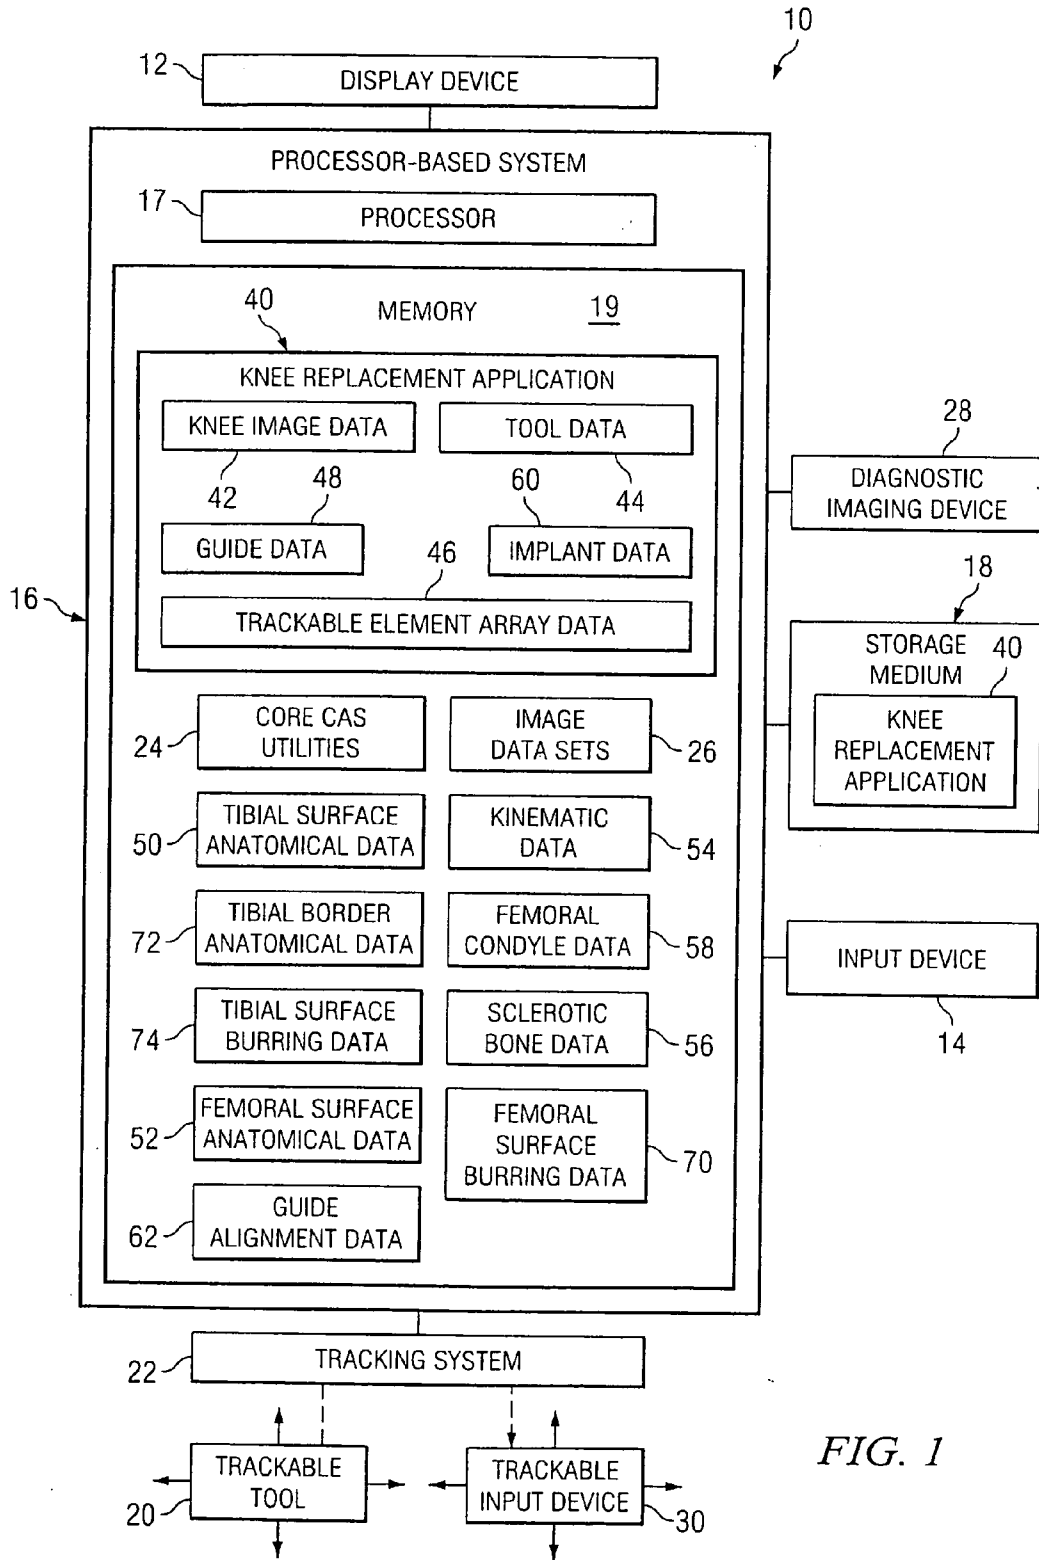 10
12
DISPLAY DEVICE
PROCESSOR-BASED SYSTEM
17
PROCESSOR
40
MEMORY
19
KNEE REPLACEMENT APPLICATION
KNEE IMAGE DATA
TOOL DATA
42
48
60
44
GUIDE DATA
IMPLANT DATA
46
TRACKABLE ELEMENT ARRAY DATA
16
28
DIAGNOSTIC
IMAGING DEVICE
18
STORAGE
MEDIUM
40
KNEE
REPLACEMENT
APPLICATION
24
CORE CAS
UTILITIES
IMAGE
DATA SETS
26
50
TIBIAL SURFACE
ANATOMICAL DATA
KINEMATIC
DATA
54
72
TIBIAL BORDER
ANATOMICAL DATA
FEMORAL
CONDYLE DATA
58
INPUT DEVICE
14
74
TIBIAL SURFACE
BURRING DATA
SCLEROTIC
BONE DATA
56
52
FEMORAL SURFACE
ANATOMICAL DATA
FEMORAL
SURFACE
BURRING DATA
70
62
GUIDE
ALIGNMENT DATA
22
TRACKING SYSTEM
TRACKABLE
TOOL
20
TRACKABLE
INPUT DEVICE
30
FIG. 1